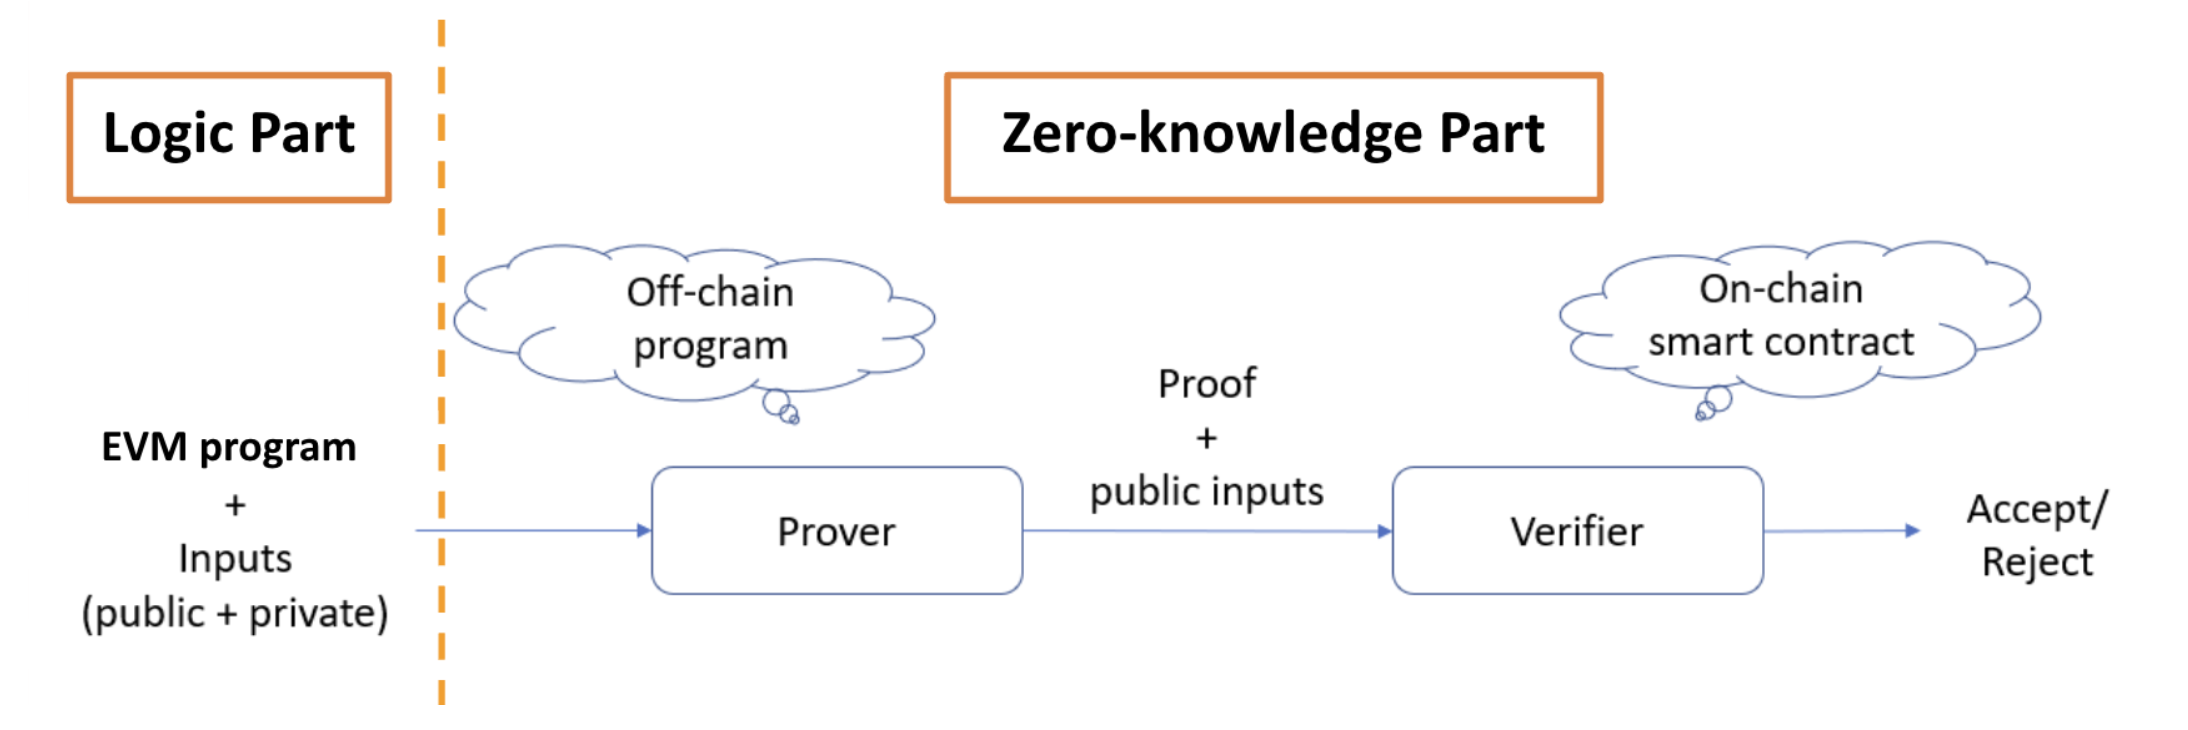 Logic Part
Zero-knowledge Part
Off-chain
program
On-chain
smart contract
EVM program
+
Inputs
(public + private)
Prover
Proof
+
public inputs
Verifier
Accept/
Reject